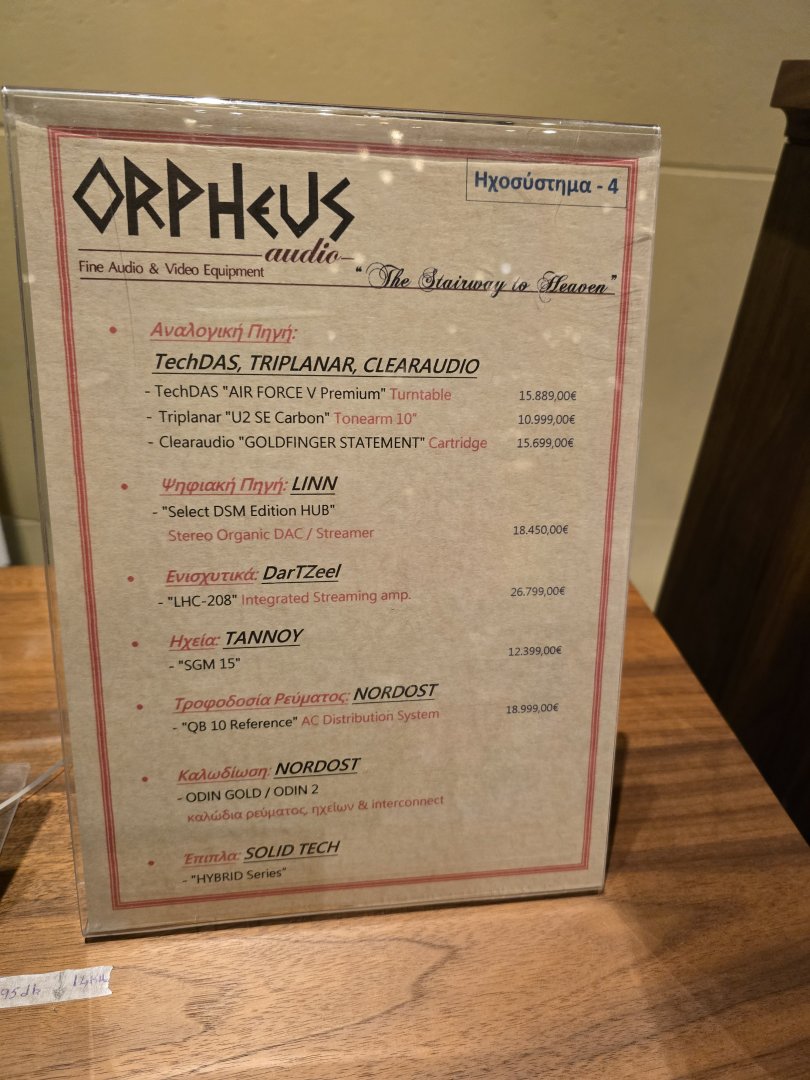 ORPHEUS
audio
Ηχοσύστημα - 4
Fine Audio & Video Equipment
"The Stairway to Heaven"
• Αναλογική Πηγή:
TechDAS, TRIPLANAR, CLEARAUDIO
- TechDAS "AIR FORCE V Premium" Turntable 15.889,00€
- Triplanar "U2 SE Carbon" Tonearm 10" 10.999,00€
- Clearaudio "GOLDFINGER STATEMENT" Cartridge 15.699,00€
• Ψηφιακή Πηγή: LINN
- "Select DSM Edition HUB"
Stereo Organic DAC / Streamer 18.450,00€
• Ενισχυτικά: DarTZeel
- "LHC-208" Integrated Streaming amp. 26.799,00€
• Ηχεία: TANNOY
- "SGM 15" 12.399,00€
• Τροφοδοσία Ρεύματος: NORDOST
- "QB 10 Reference" AC Distribution System 18.999,00€
• Καλωδίωση: NORDOST
- ODIN GOLD / ODIN 2
καλώδια ρεύματος, ηχείων & interconnect
• Έπιπλα: SOLID TECH
- "HYBRID Series"
95db